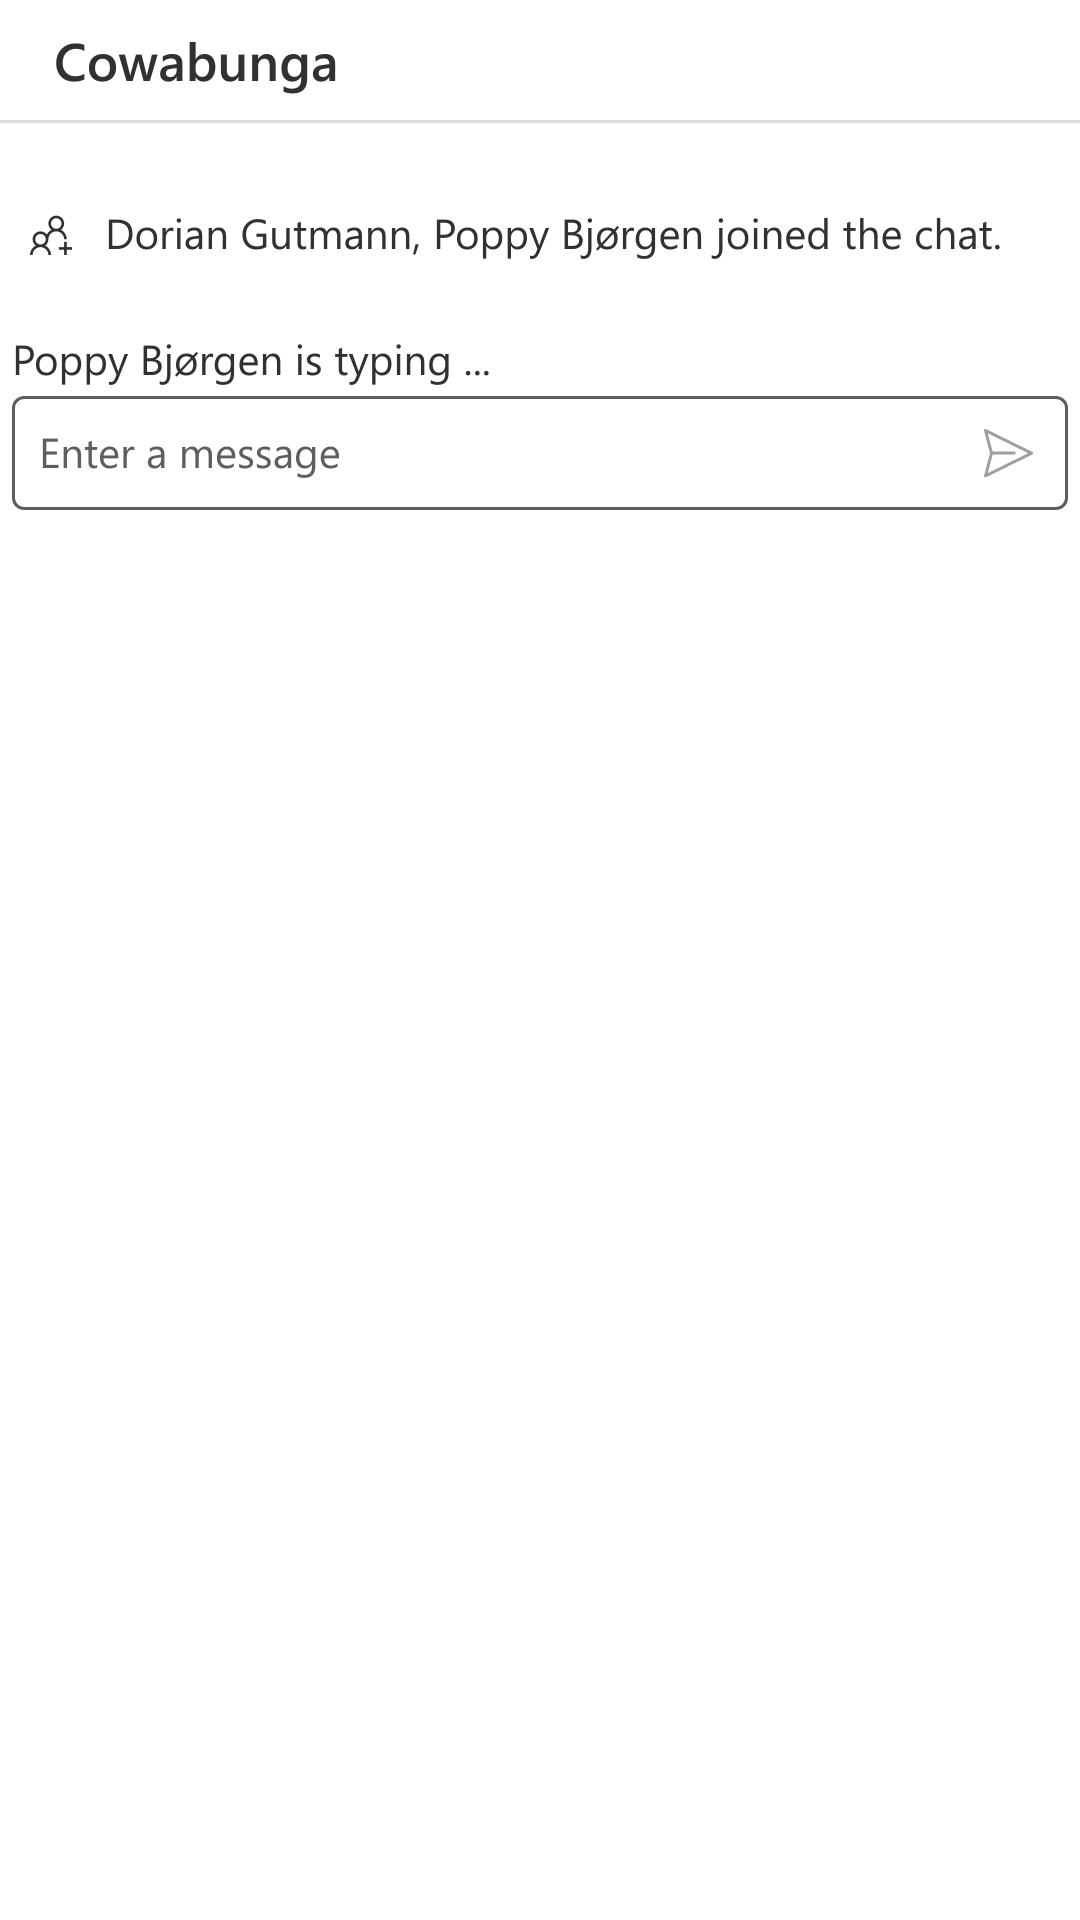 Cowabunga
Dorian Gutmann, Poppy Bjørgen joined the chat.
Poppy Bjørgen is typing ...
Enter a message